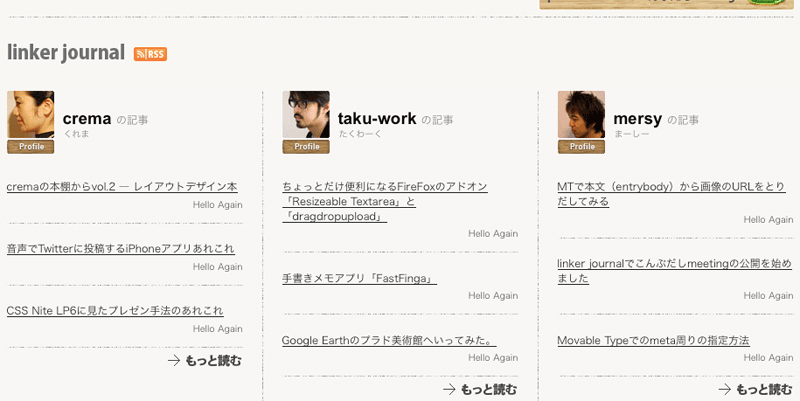 linker journal RSS
crema の記事
くれま
Profile
cremaの本棚からvol.2 ― レイアウトデザイン本
Hello Again
音声でTwitterに投稿するiPhoneアプリあれこれ
Hello Again
CSS Nite LP6に見たプレゼン手法のあれこれ
Hello Again
→ もっと読む
taku-work の記事
たくわーく
Profile
ちょっとだけ便利になるFireFoxのアドオン
「Resizeable Textarea」と
「dragdropupload」
Hello Again
手書きメモアプリ「FastFinga」
Hello Again
Google Earthのプラド美術館へいってみた。
Hello Again
→ もっと読む
mersy の記事
まーしー
Profile
MTで本文（entrybody）から画像のURLをとり
だしてみる
Hello Again
linker journalでこんぶだしmeetingの公開を始め
ました
Hello Again
Movable Typeでのmeta周りの指定方法
Hello Again
→ もっと読む